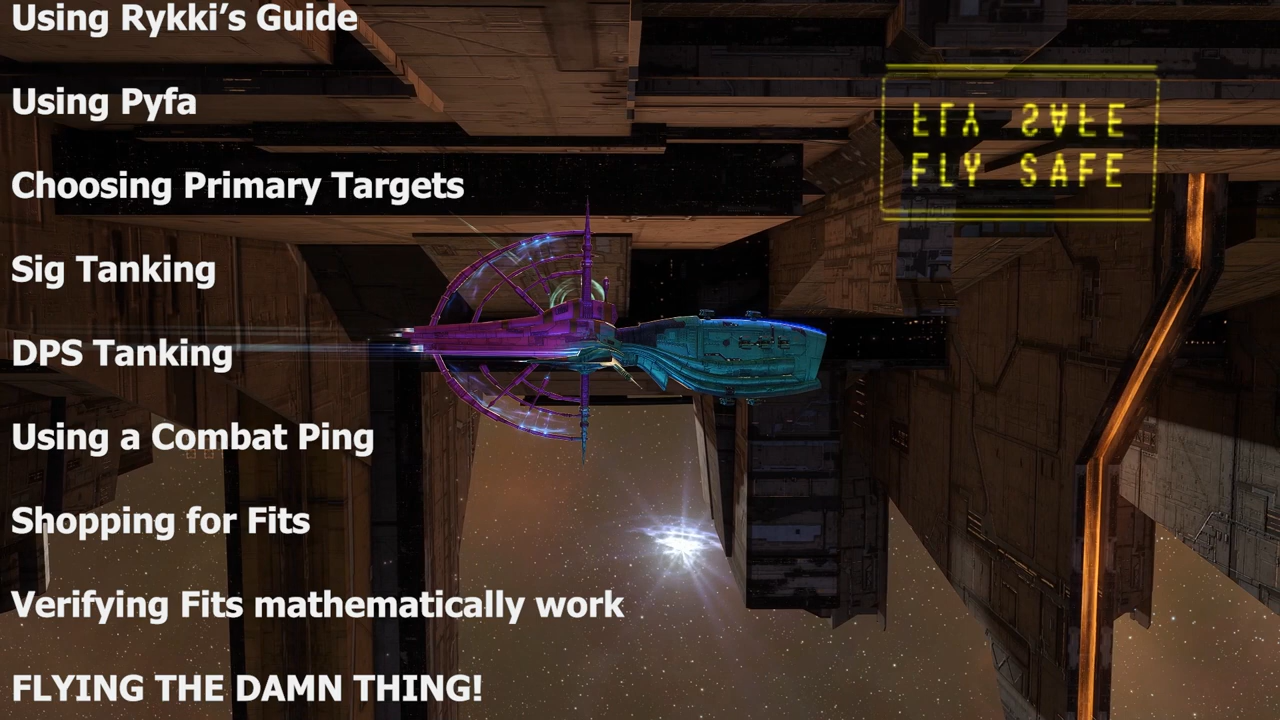 Using Rykki’s Guide
Using Pyfa
Choosing Primary Targets
Sig Tanking
DPS Tanking
Using a Combat Ping
Shopping for Fits
Verifying Fits mathematically work
FLYING THE DAMN THING!
FLY SAFE
FLY SAFE